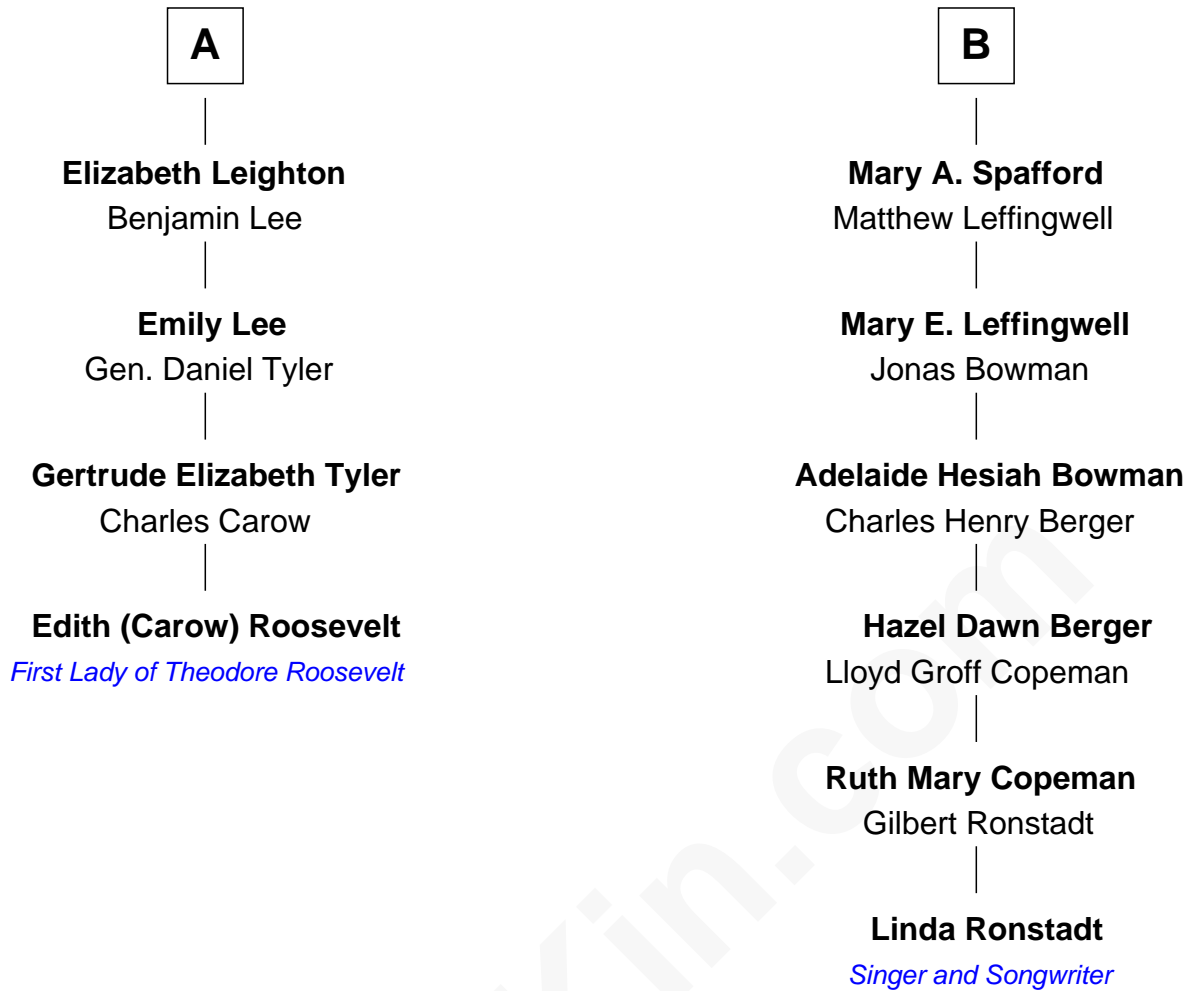 A
Elizabeth Leighton
Benjamin Lee
Emily Lee
Gen. Daniel Tyler
Gertrude Elizabeth Tyler
Charles Carow
Edith (Carow) Roosevelt
First Lady of Theodore Roosevelt
B
Mary A. Spafford
Matthew Leffingwell
Mary E. Leffingwell
Jonas Bowman
Adelaide Hesiah Bowman
Charles Henry Berger
Hazel Dawn Berger
Lloyd Groff Copeman
Ruth Mary Copeman
Gilbert Ronstadt
Linda Ronstadt
Singer and Songwriter